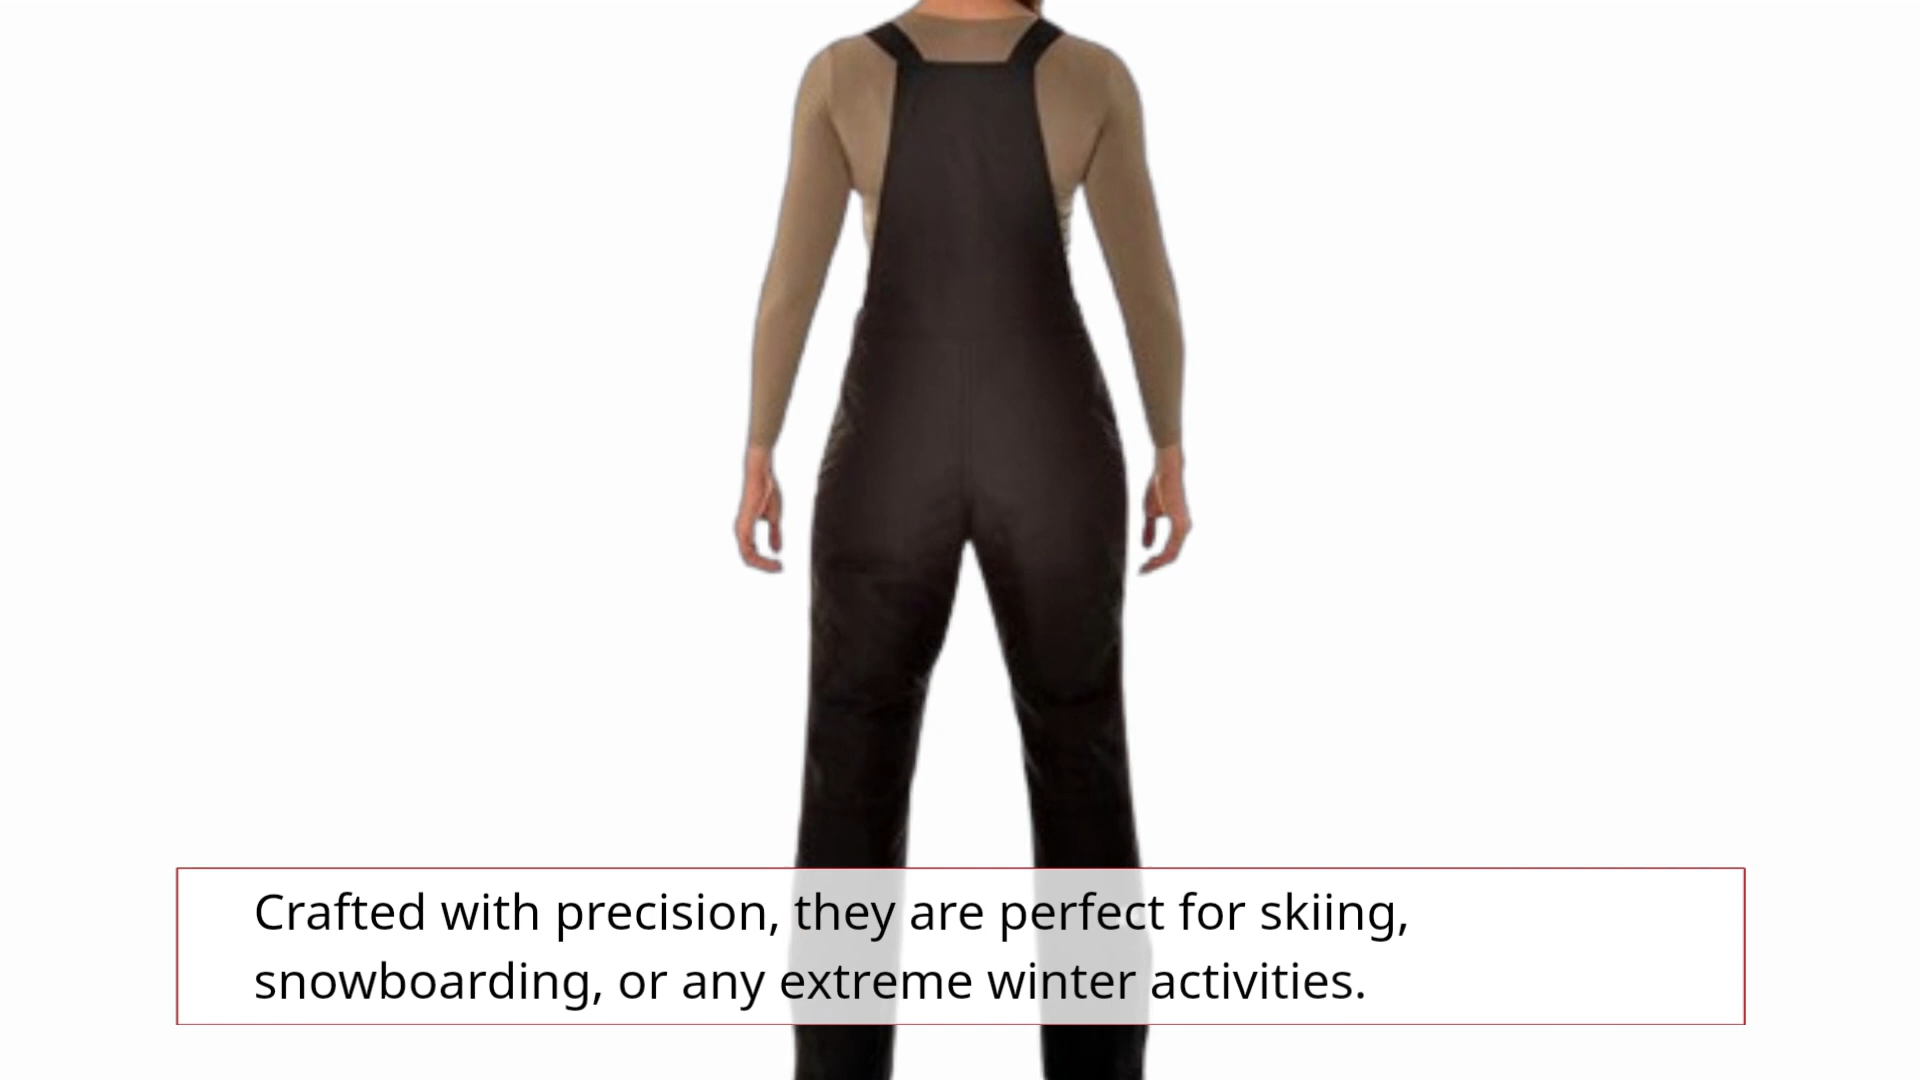 Crafted with precision, they are perfect for skiing,
snowboarding, or any extreme winter activities.